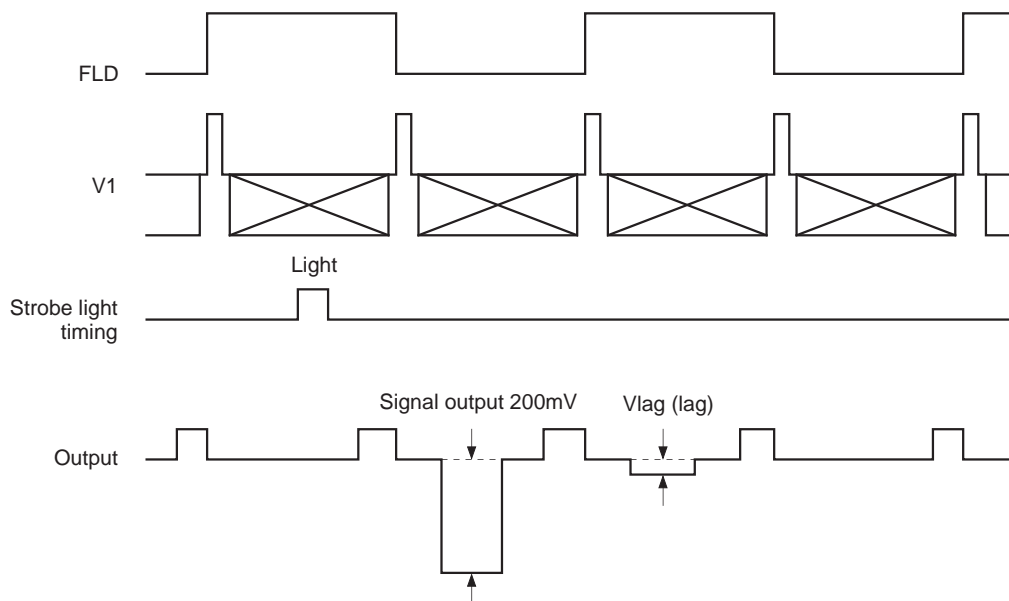 FLD
V1
Light
Strobe light
timing
Signal output 200mV
Vlag (lag)
Output